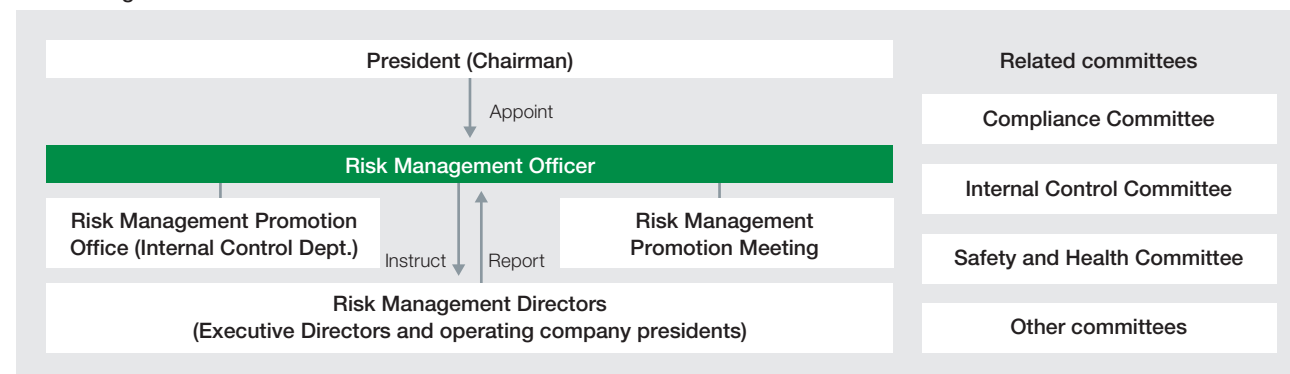 President (Chairman)
Appoint
Risk Management Officer
Risk Management Promotion
Office (Internal Control Dept.)
Risk Management
Promotion Meeting
Instruct
Report
Risk Management Directors
(Executive Directors and operating company presidents)
Related committees
Compliance Committee
Internal Control Committee
Safety and Health Committee
Other committees